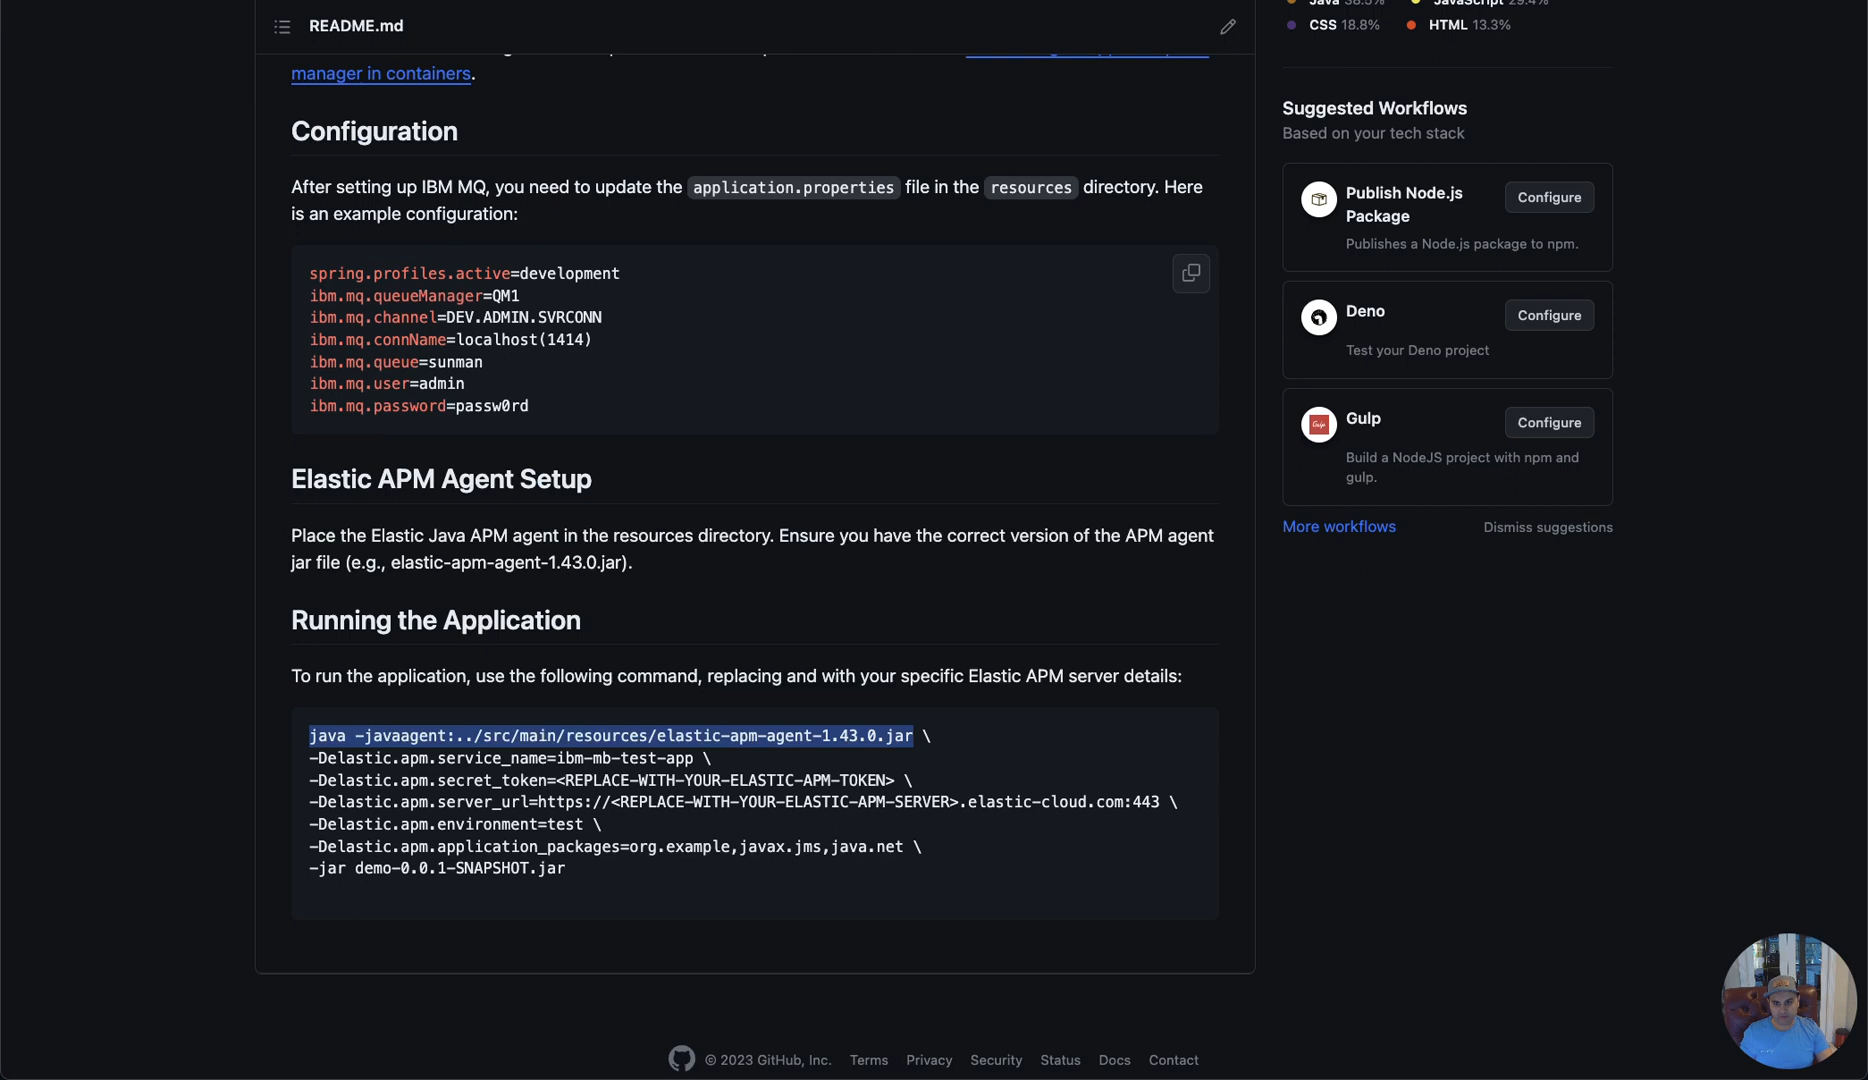 README.md
manager in containers.
Configuration
After setting up IBM MQ, you need to update the application.properties file in the resources directory. Here
is an example configuration:
spring.profiles.active=development
ibm.mq.queueManager=QM1
ibm.mq.channel=DEV.ADMIN.SVRCONN
ibm.mq.connName=localhost(1414)
ibm.mq.queue=sunman
ibm.mq.user=admin
ibm.mq.password=passw0rd
Elastic APM Agent Setup
Place the Elastic Java APM agent in the resources directory. Ensure you have the correct version of the APM agent
jar file (e.g., elastic-apm-agent-1.43.0.jar).
Running the Application
To run the application, use the following command, replacing and with your specific Elastic APM server details:
java -javaagent:../src/main/resources/elastic-apm-agent-1.43.0.jar \
-Delastic.apm.service_name=ibm-mb-test-app \
-Delastic.apm.secret_token=<REPLACE-WITH-YOUR-ELASTIC-APM-TOKEN> \
-Delastic.apm.server_url=https://<REPLACE-WITH-YOUR-ELASTIC-APM-SERVER>.elastic-cloud.com:443 \
-Delastic.apm.environment=test \
-Delastic.apm.application_packages=org.example,javax.jms,java.net \
-jar demo-0.0.1-SNAPSHOT.jar
Java 38.5% JavaScript 29.4%
CSS 18.8% HTML 13.3%
Suggested Workflows
Based on your tech stack
Publish Node.js
Package
Configure
Publishes a Node.js package to npm.
Deno
Configure
Test your Deno project
Gulp
Configure
Build a NodeJS project with npm and
gulp.
More workflows Dismiss suggestions
© 2023 GitHub, Inc. Terms Privacy Security Status Docs Contact